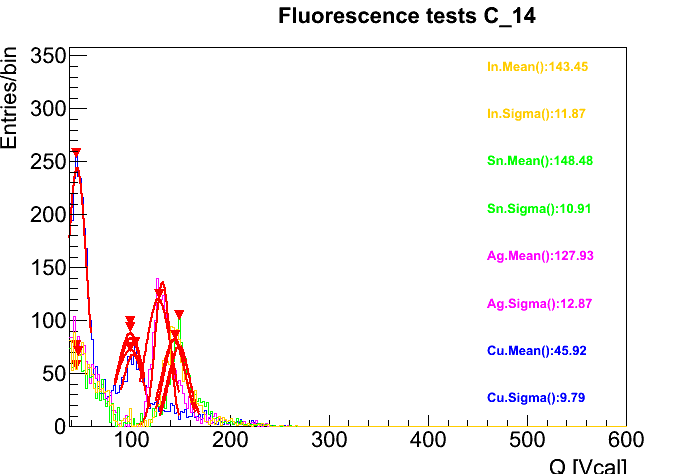 Fluorescence tests C_14
Entries/bin
350
300
250
200
150
100
50
0
In.Mean():143.45
In.Sigma():11.87
Sn.Mean():148.48
Sn.Sigma():10.91
Ag.Mean():127.93
Ag.Sigma():12.87
Cu.Mean():45.92
Cu.Sigma():9.79
100 200 300 400 500 600
Q [Vcal]